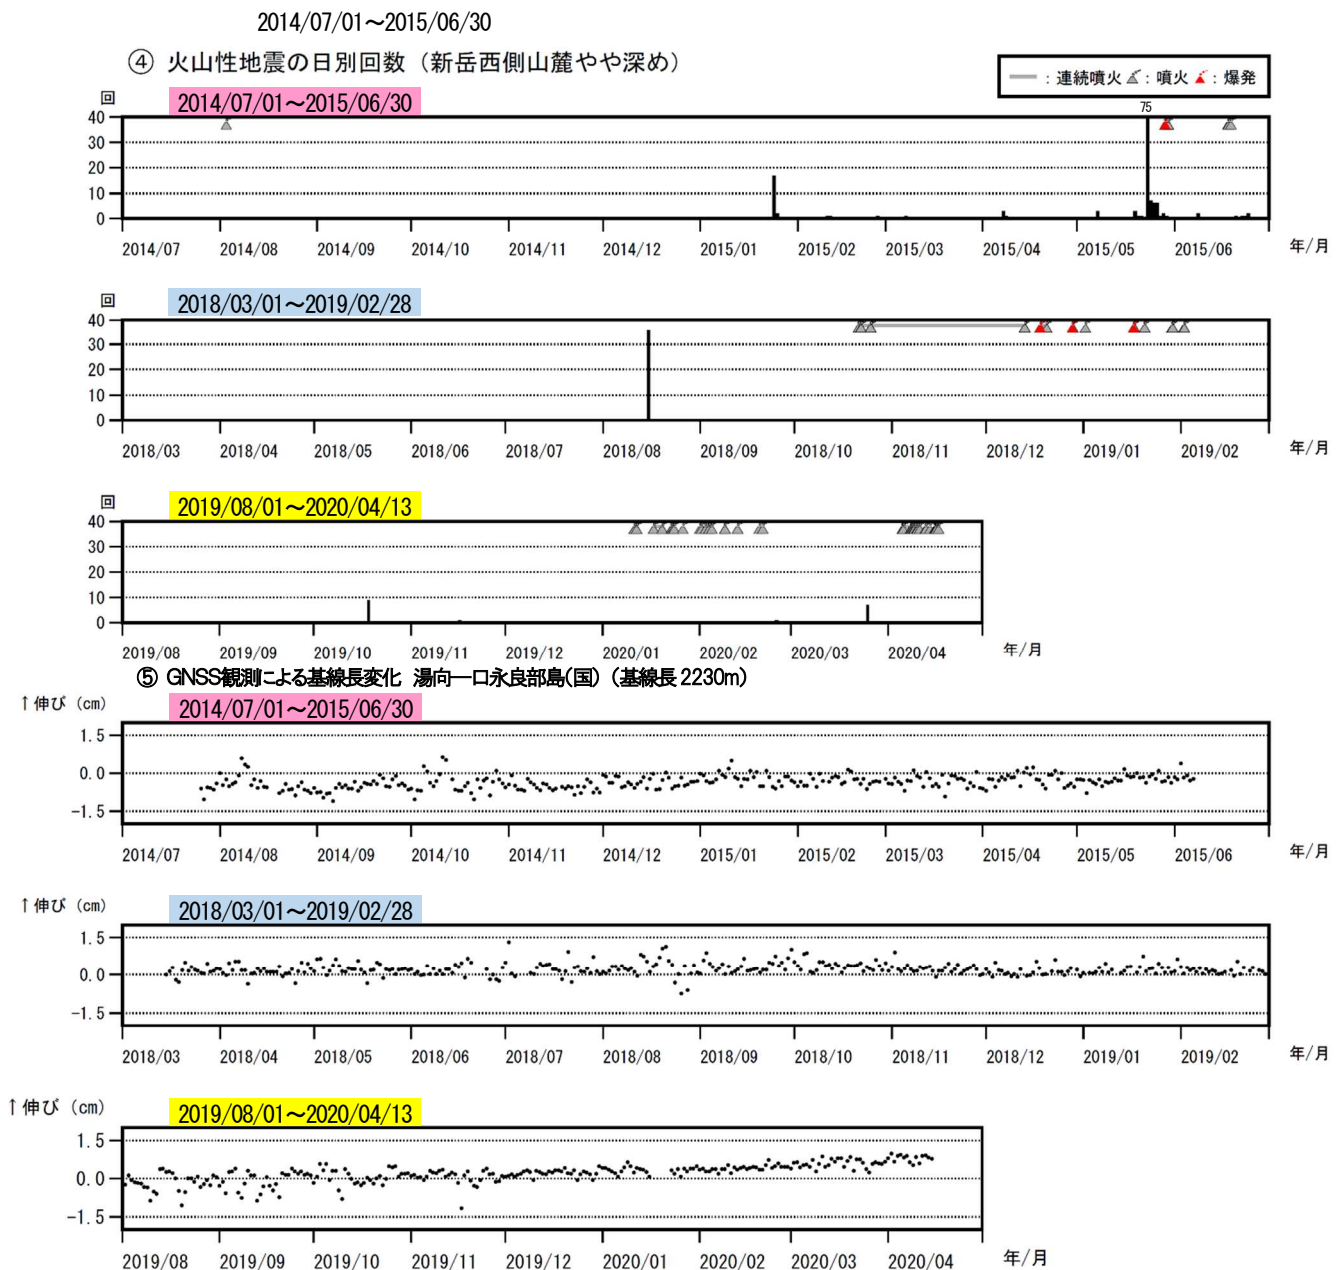 2014/07/01～2015/06/30
④ 火山性地震の日別回数（新岳西側山麓やや深め）
：連続噴火 ：噴火 ：爆発
回
2014/07/01～2015/06/30
75
40
30
20
10
0
2014/07 2014/08 2014/09 2014/10 2014/11 2014/12 2015/01 2015/02 2015/03 2015/04 2015/05 2015/06 年/月
回
2018/03/01～2019/02/28
40
30
20
10
0
2018/03 2018/04 2018/05 2018/06 2018/07 2018/08 2018/09 2018/10 2018/11 2018/12 2019/01 2019/02 年/月
回
2019/08/01～2020/04/13
40
30
20
10
0
2019/08 2019/09 2019/10 2019/11 2019/12 2020/01 2020/02 2020/03 2020/04 年/月
⑤ GNSS観測による基線長変化 湯向―口永良部島（国）（基線長 2230m）
↑伸び（cm）
2014/07/01～2015/06/30
1.5
0.0
-1.5
2014/07 2014/08 2014/09 2014/10 2014/11 2014/12 2015/01 2015/02 2015/03 2015/04 2015/05 2015/06 年/月
↑伸び（cm）
2018/03/01～2019/02/28
1.5
0.0
-1.5
2018/03 2018/04 2018/05 2018/06 2018/07 2018/08 2018/09 2018/10 2018/11 2018/12 2019/01 2019/02 年/月
↑伸び（cm）
2019/08/01～2020/04/13
1.5
0.0
-1.5
2019/08 2019/09 2019/10 2019/11 2019/12 2020/01 2020/02 2020/03 2020/04 年/月